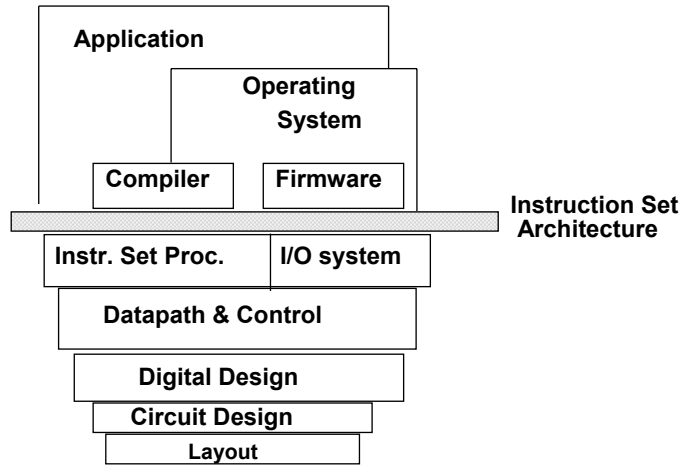 Application
Operating
System
Compiler
Firmware
Instruction Set
Architecture
Instr. Set Proc.
I/O system
Datapath & Control
Digital Design
Circuit Design
Layout